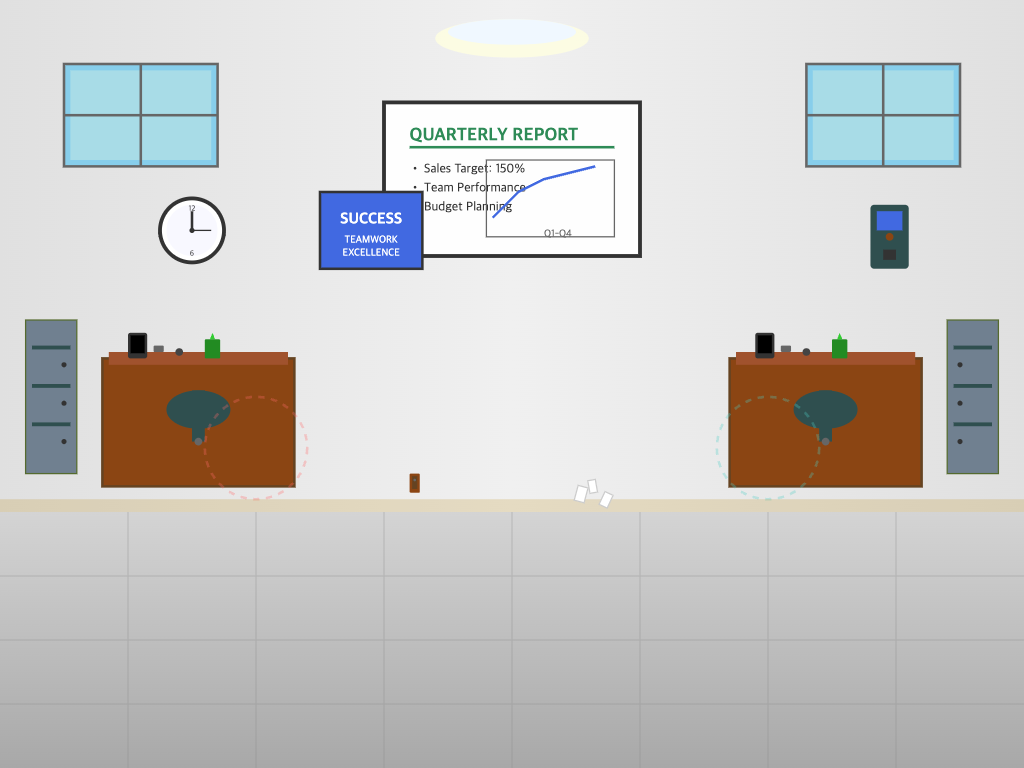 QUARTERLY REPORT
• Sales Target: 150%
• Team Performance
Budget Planning
Q1-Q4
SUCCESS
TEAMWORK
EXCELLENCE
12
6